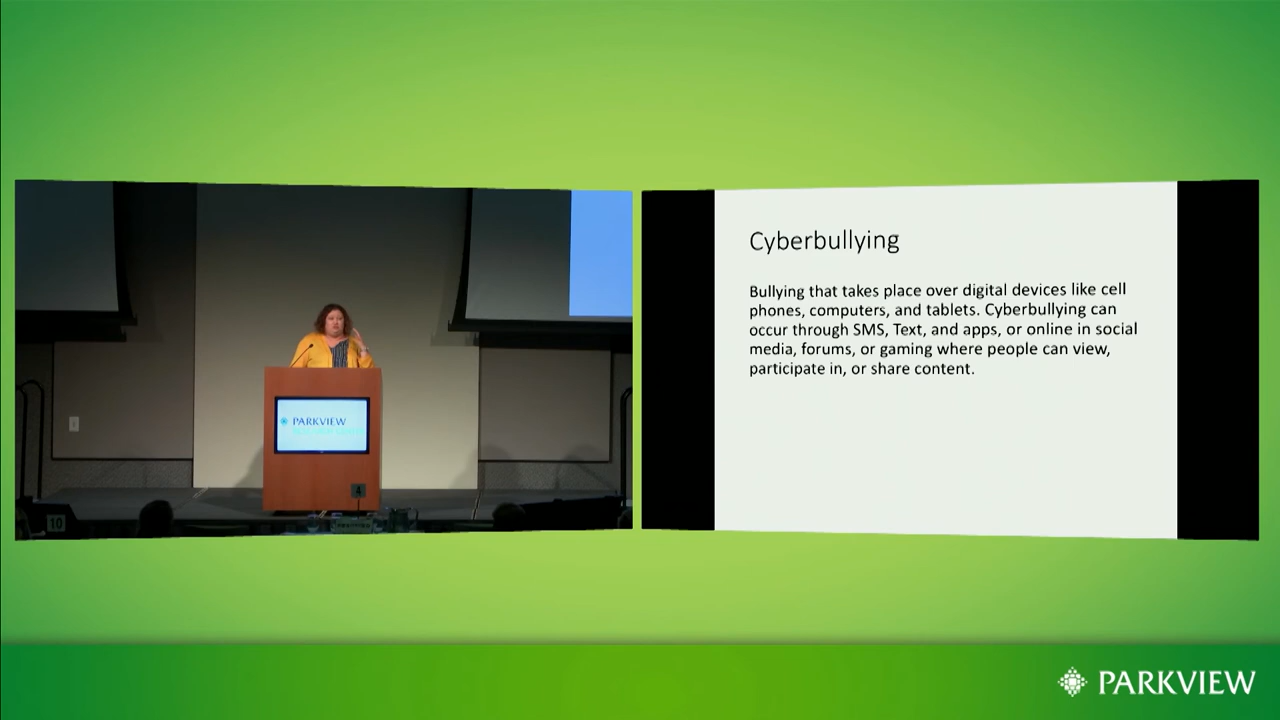 Cyberbullying
Bullying that takes place over digital devices like cell
phones, computers, and tablets. Cyberbullying can
occur through SMS, Text, and apps, or online in social
media, forums, or gaming where people can view,
participate in, or share content.
PARKVIEW
4
10
PARKVIEW